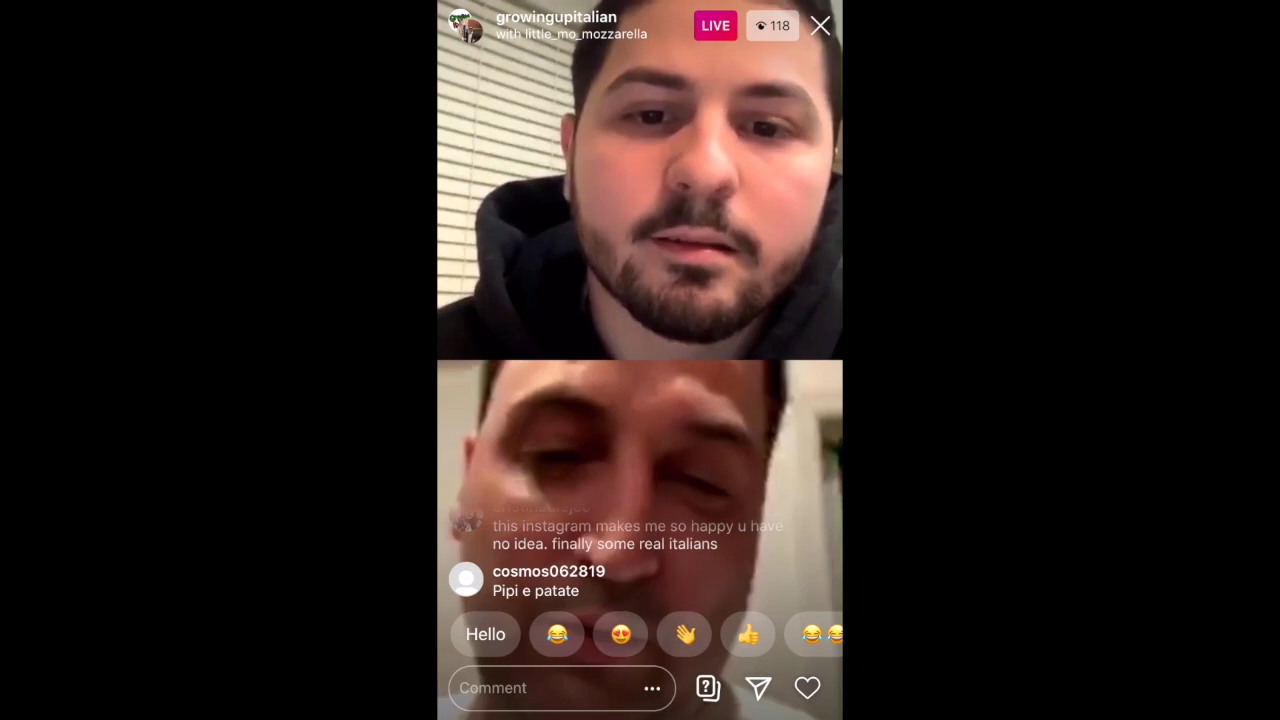 growingupitalian
with little_mo_mozzarella
LIVE
118
this instagram makes me so happy u have
no idea. finally some real italians
cosmos062819
Pipi e patate
Hello
Comment